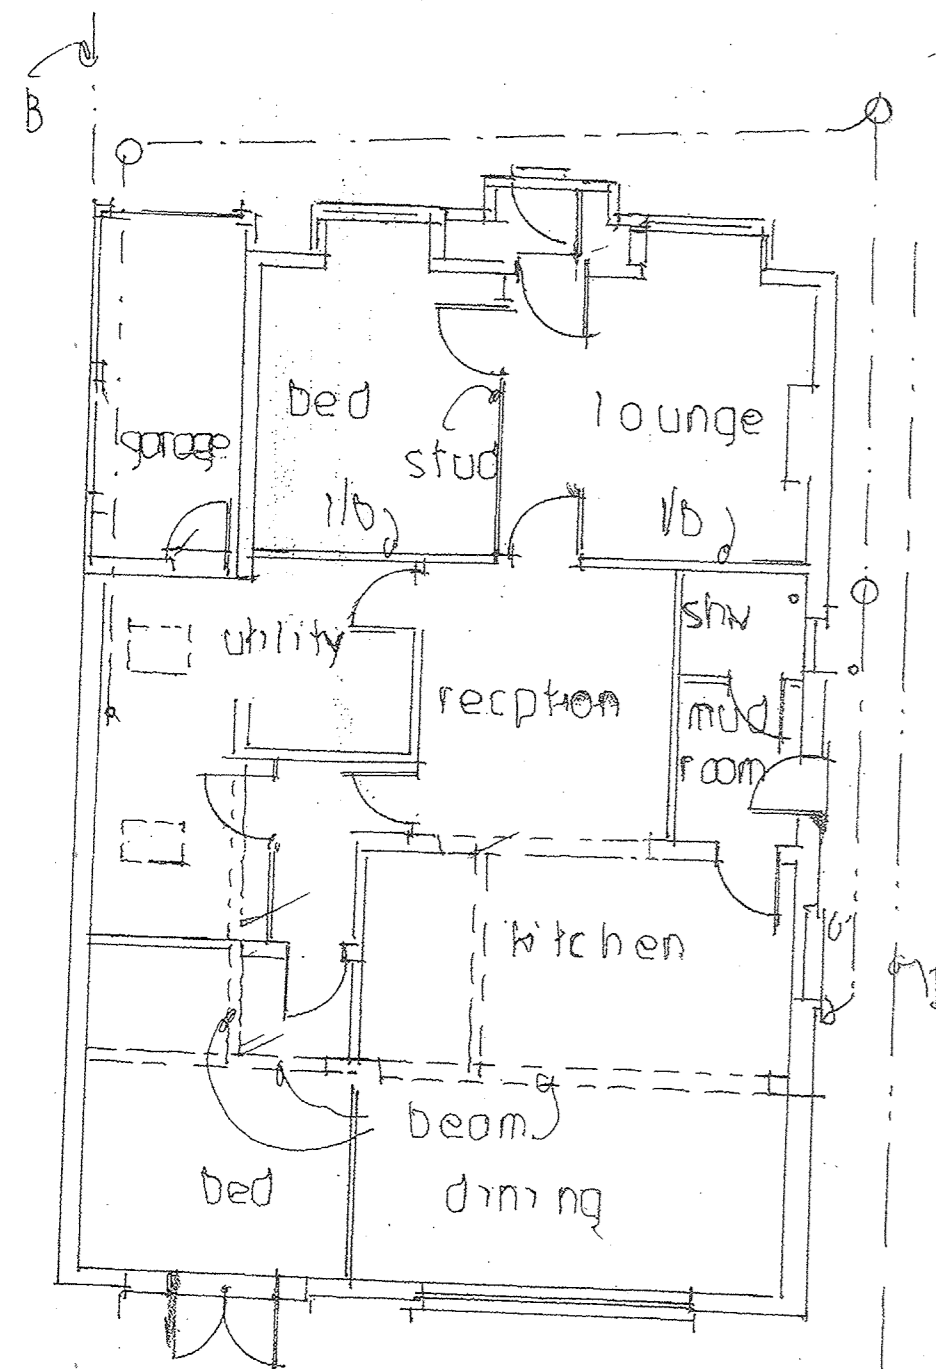 B
bed
lounge
garage
stud
I/B
I/B
shw
utility
recption
mud
room
kitchen
beam
bed
dining